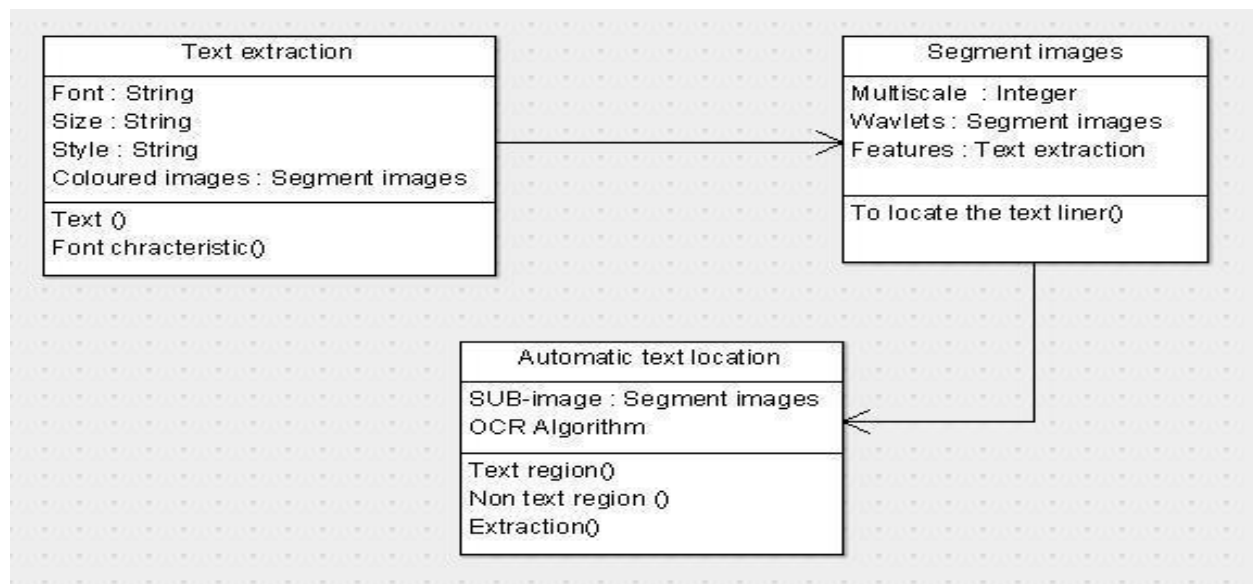 Text extraction
Font : String
Size : String
Style : String
Coloured images : Segment images
Text ()
Font chracteristic()
Segment images
Multiscale : Integer
Wavlets : Segment images
Features : Text extraction
To locate the text liner()
Automatic text location
SUB-image : Segment images
OCR Algorithm
Text region()
Non text region ()
Extraction()